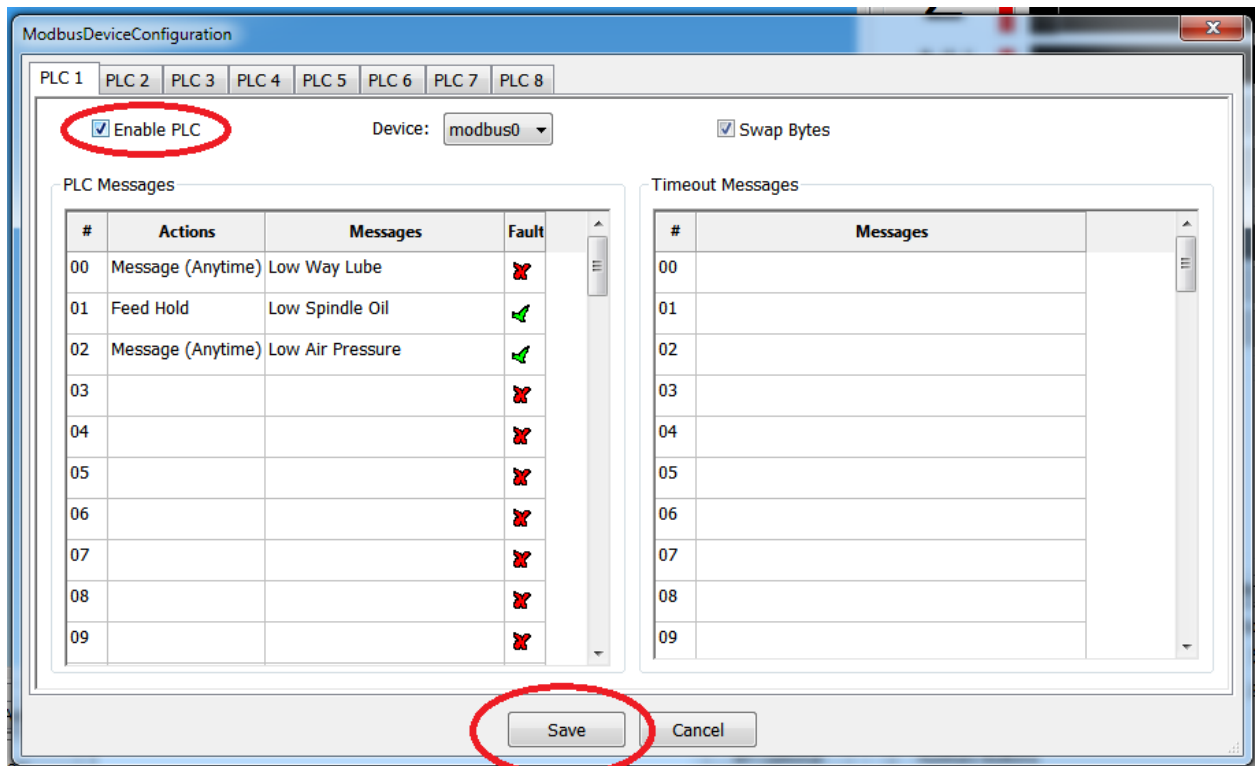 ModbusDeviceConfiguration
PLC 1 PLC 2 PLC 3 PLC 4 PLC 5 PLC 6 PLC 7 PLC 8
Enable PLC Device: modbus0 Swap Bytes
PLC Messages Timeout Messages
# Actions Messages Fault # Messages
00 Message (Anytime) Low Way Lube 00
01 Feed Hold Low Spindle Oil 01
02 Message (Anytime) Low Air Pressure 02
03 03
04 04
05 05
06 06
07 07
08 08
09 09
Save Cancel